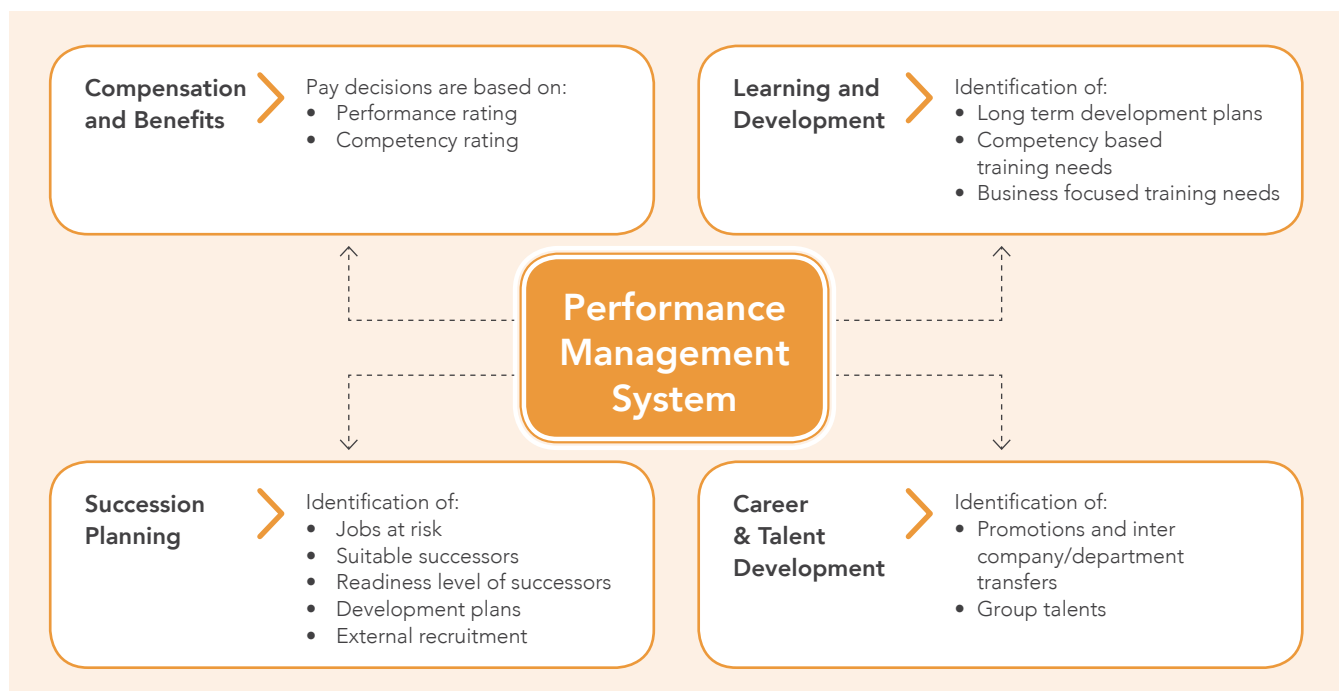 Compensation
and Benefits
Pay decisions are based on:
• Performance rating
• Competency rating
Learning and
Development
Identification of:
• Long term development plans
• Competency based
training needs
• Business focused training needs
Performance
Management
System
Succession
Planning
Identification of:
• Jobs at risk
• Suitable successors
• Readiness level of successors
• Development plans
• External recruitment
Career
& Talent
Development
Identification of:
• Promotions and inter
company/department
transfers
• Group talents